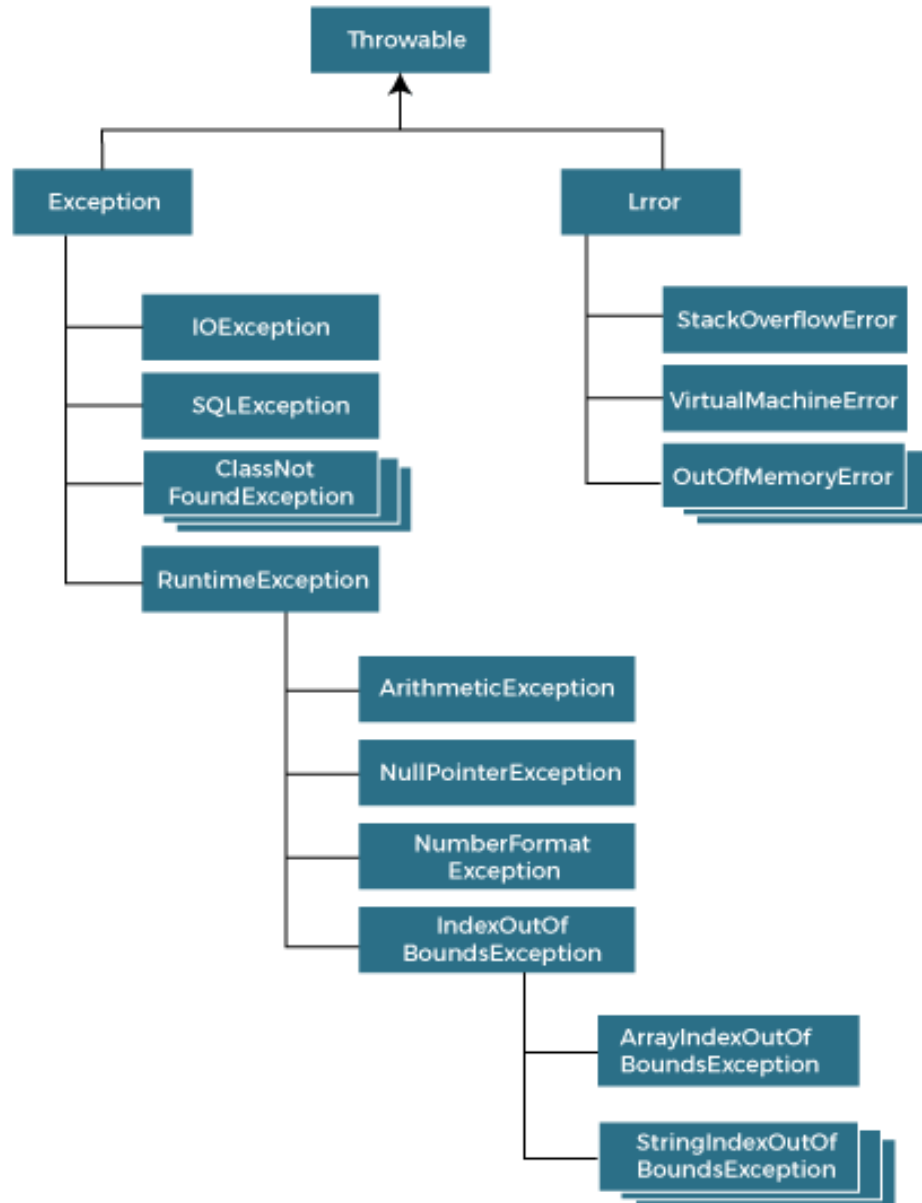 Throwable
Exception
Lrror
IOException
SQLException
ClassNot
FoundException
RuntimeException
StackOverflowError
VirtualMachineError
OutOfMemoryError
ArithmeticException
NullPointerException
NumberFormat
Exception
IndexOutOf
BoundsException
ArrayIndexOutOf
BoundsException
StringIndexOutOf
BoundsException